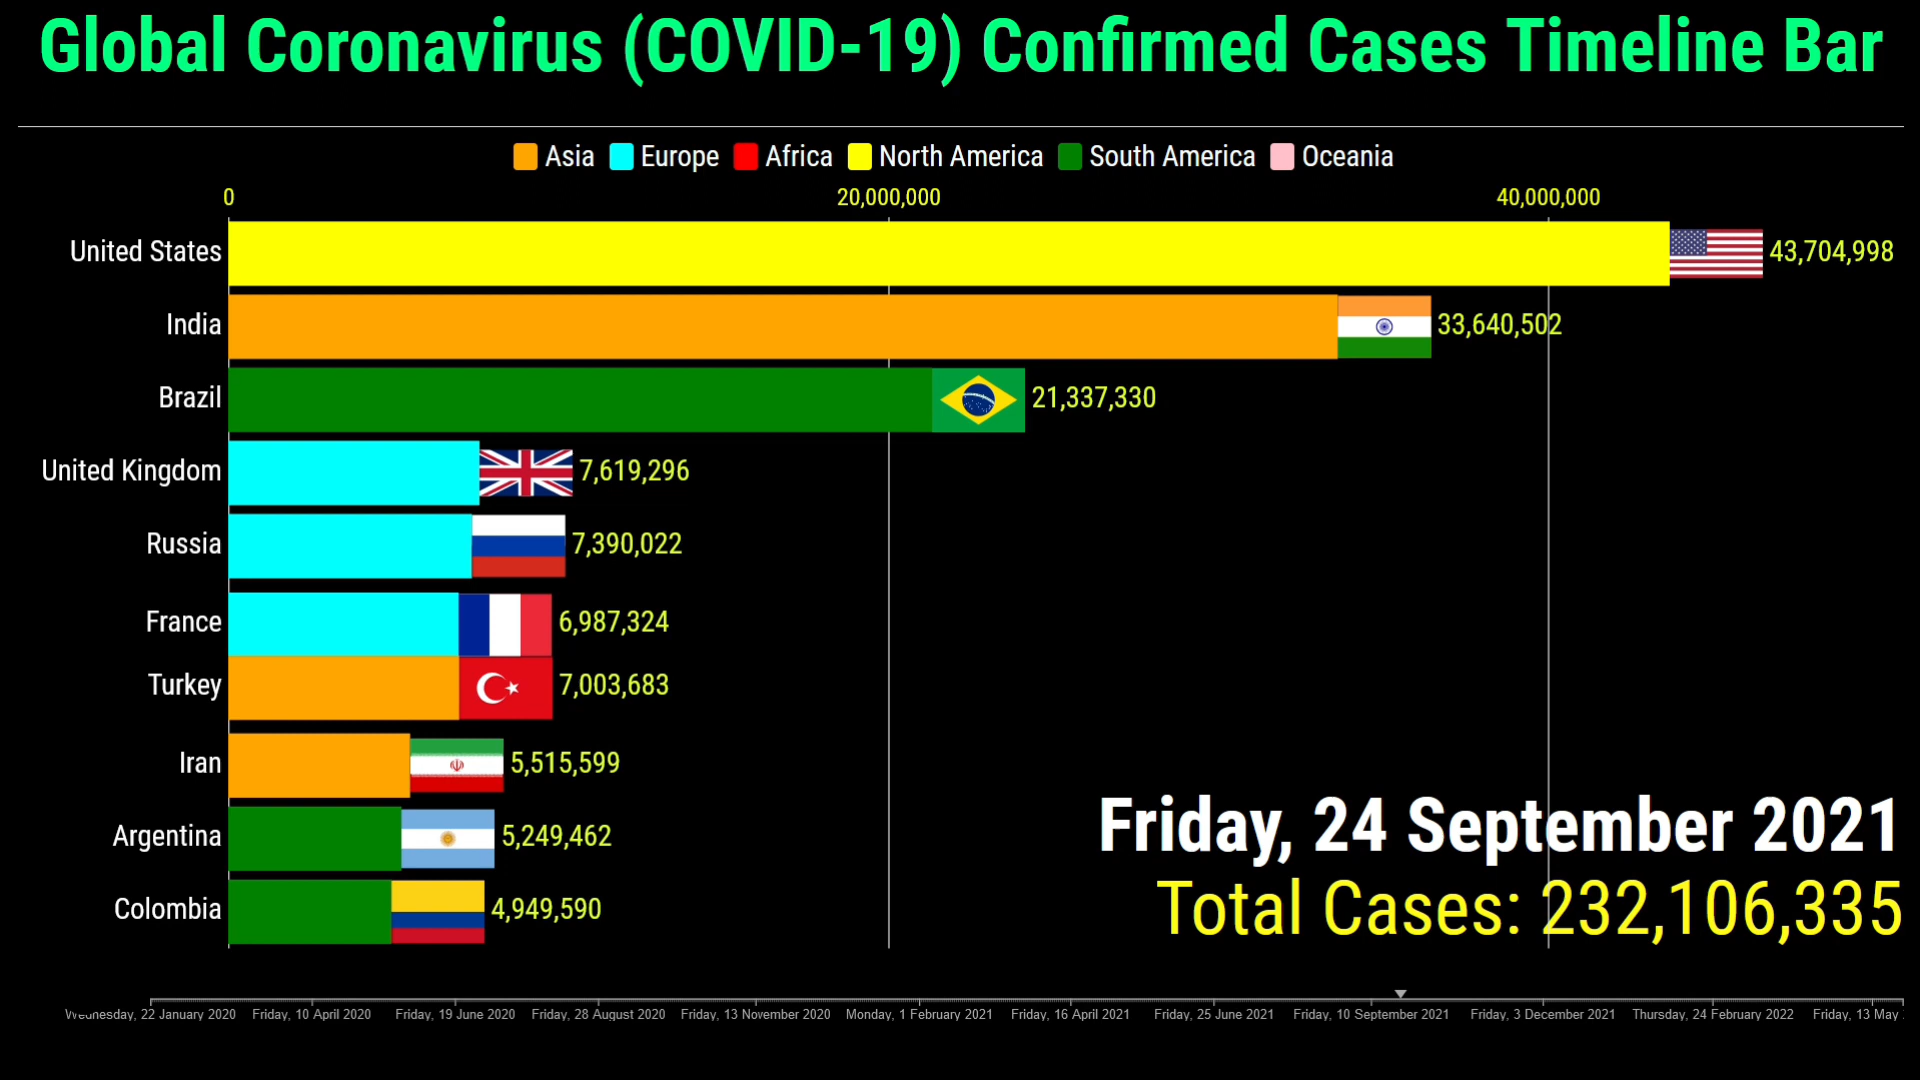 Global Coronavirus (COVID-19) Confirmed Cases Timeline Bar
Asia Europe Africa North America South America Oceania
0 20,000,000 40,000,000
United States 43,704,998
India 33,640,502
Brazil 21,337,330
United Kingdom 7,619,296
Russia 7,390,022
France 6,987,324
Turkey 7,003,683
Iran 5,515,599
Argentina 5,249,462
Colombia 4,949,590
Friday, 24 September 2021
Total Cases: 232,106,335
Wednesday, 22 January 2020 Friday, 10 April 2020 Friday, 19 June 2020 Friday, 28 August 2020 Friday, 13 November 2020 Monday, 1 February 2021 Friday, 16 April 2021 Friday, 25 June 2021 Friday, 10 September 2021 Friday, 3 December 2021 Thursday, 24 February 2022 Friday, 13 May